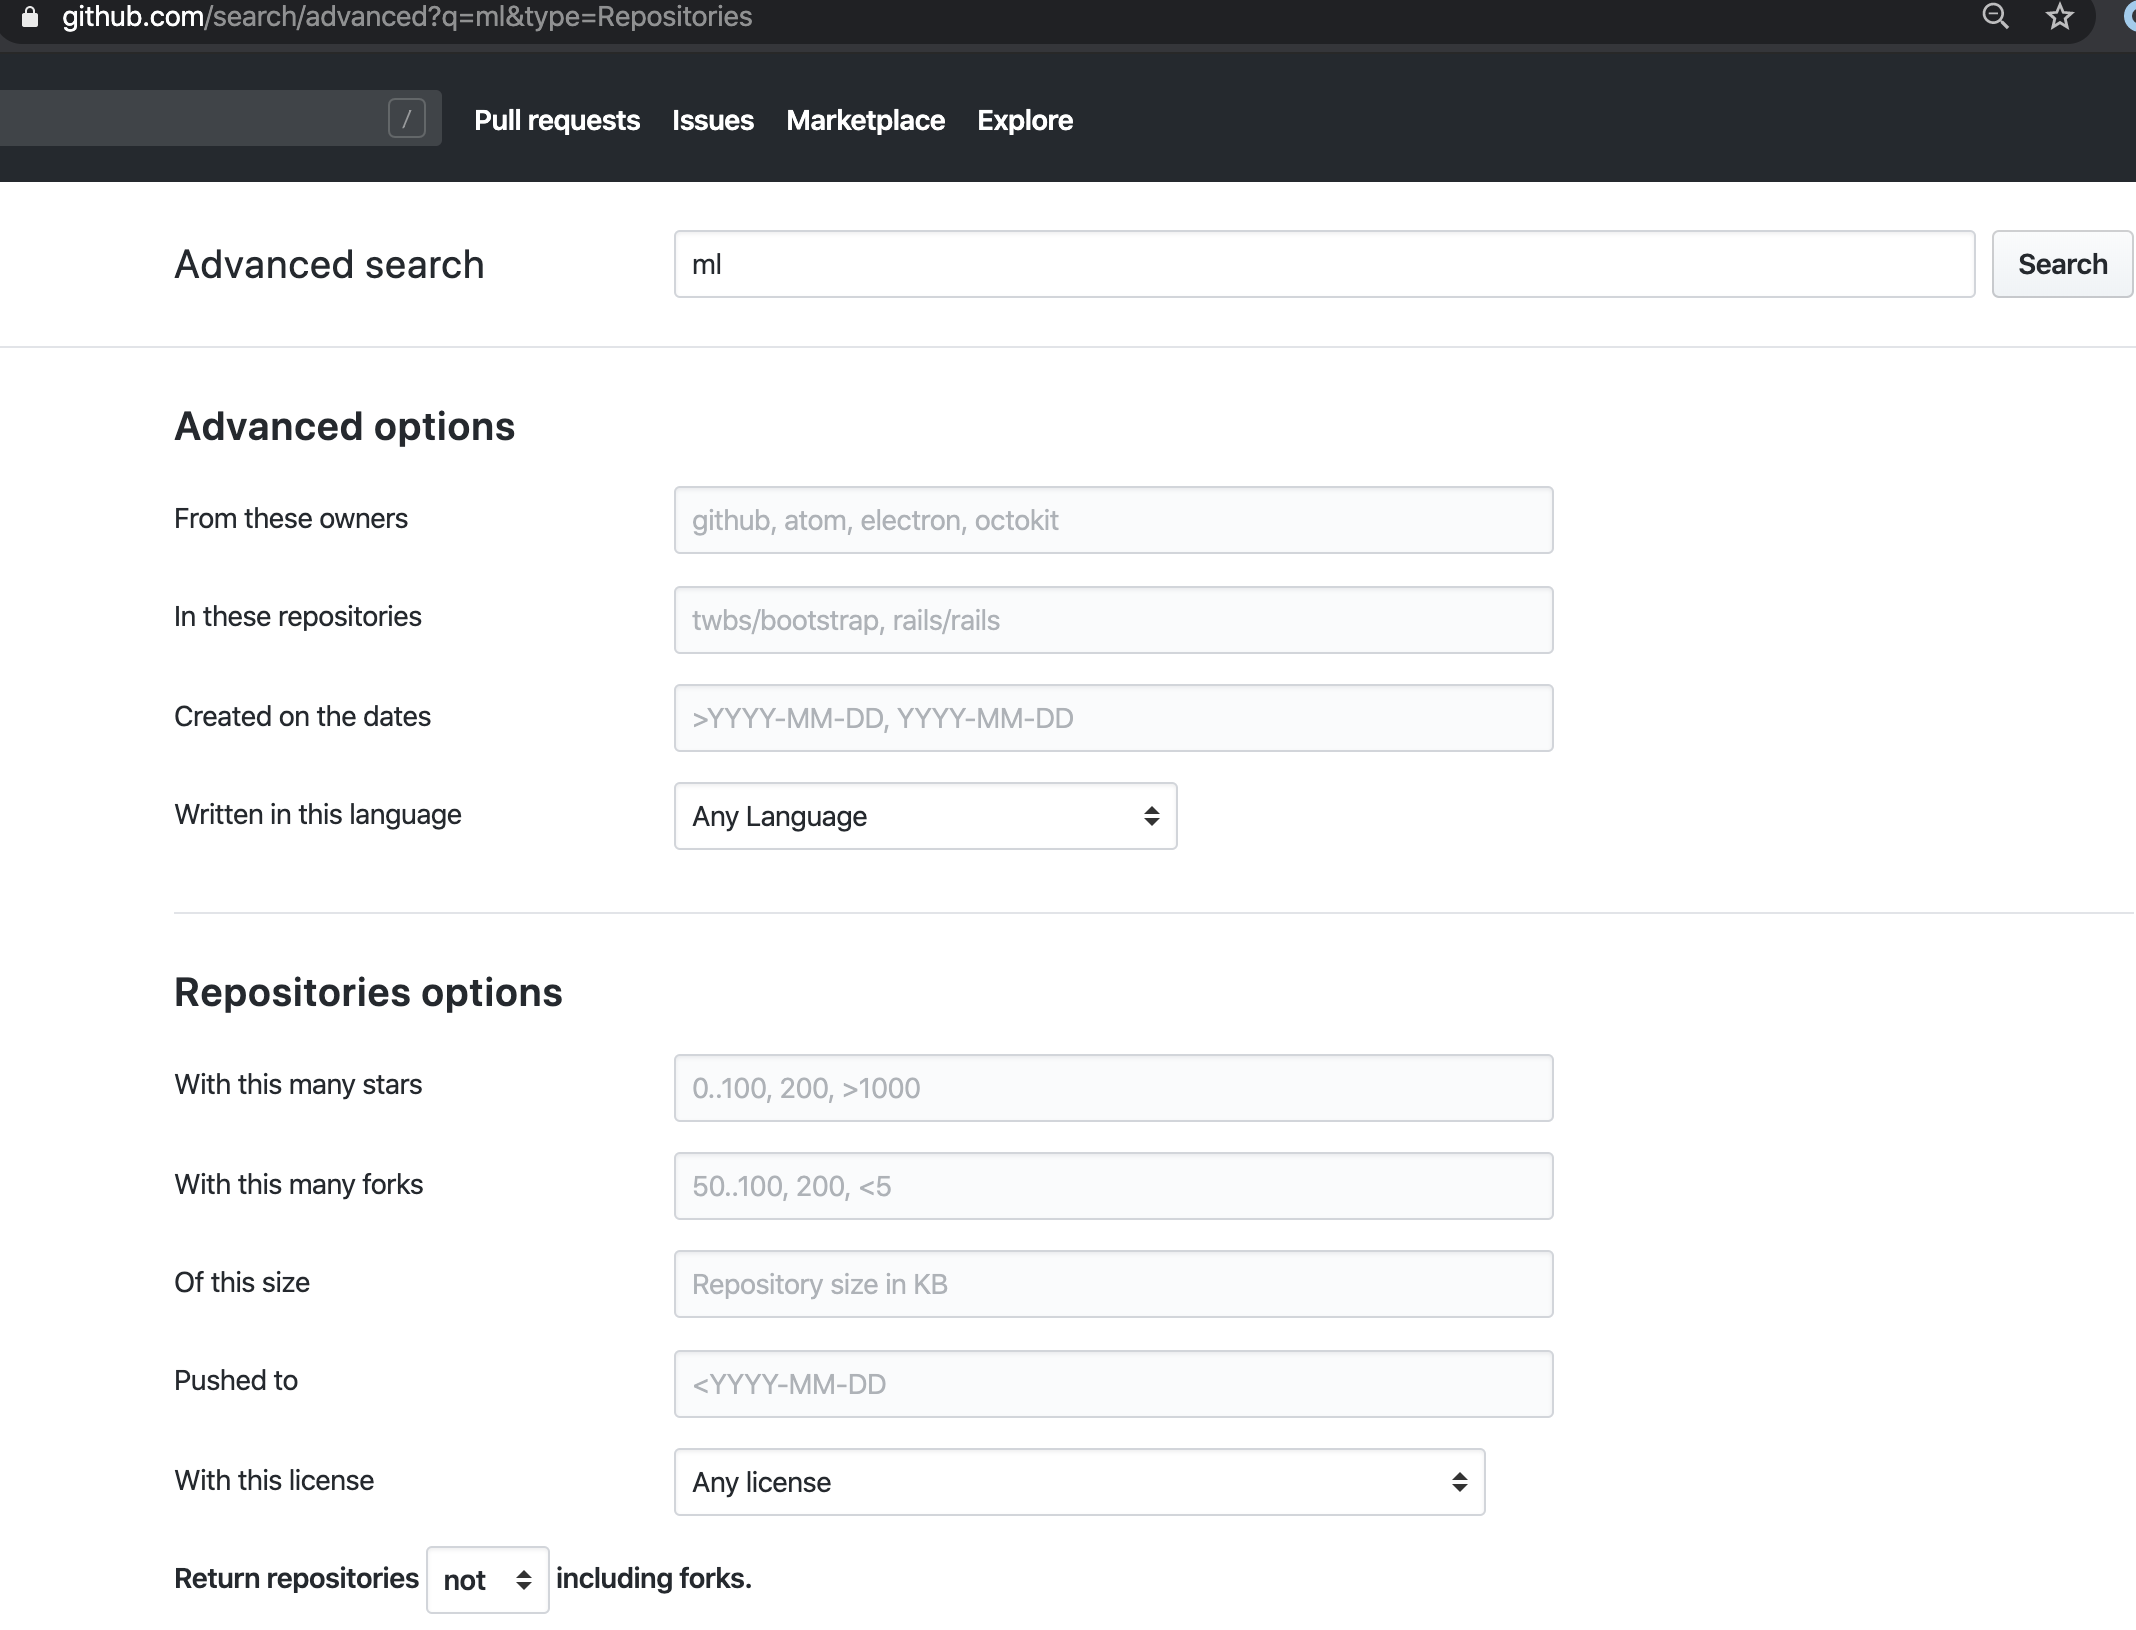 github.com/search/advanced?q=ml&type=Repositories
/ Pull requests Issues Marketplace Explore
Advanced search ml Search
Advanced options
From these owners github, atom, electron, octokit
In these repositories twbs/bootstrap, rails/rails
Created on the dates >YYYY-MM-DD, YYYY-MM-DD
Written in this language Any Language
Repositories options
With this many stars 0..100, 200, >1000
With this many forks 50..100, 200, <5
Of this size Repository size in KB
Pushed to <YYYY-MM-DD
With this license Any license
Return repositories not including forks.